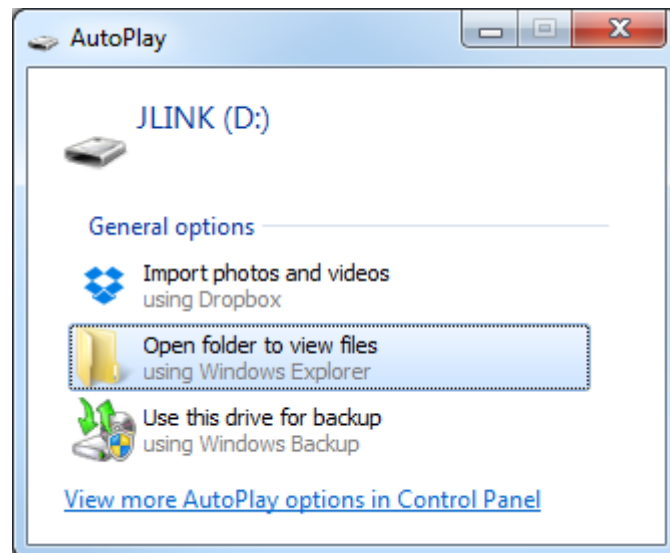 AutoPlay
JLINK (D:)
General options
Import photos and videos
using Dropbox
Open folder to view files
using Windows Explorer
Use this drive for backup
using Windows Backup
View more AutoPlay options in Control Panel